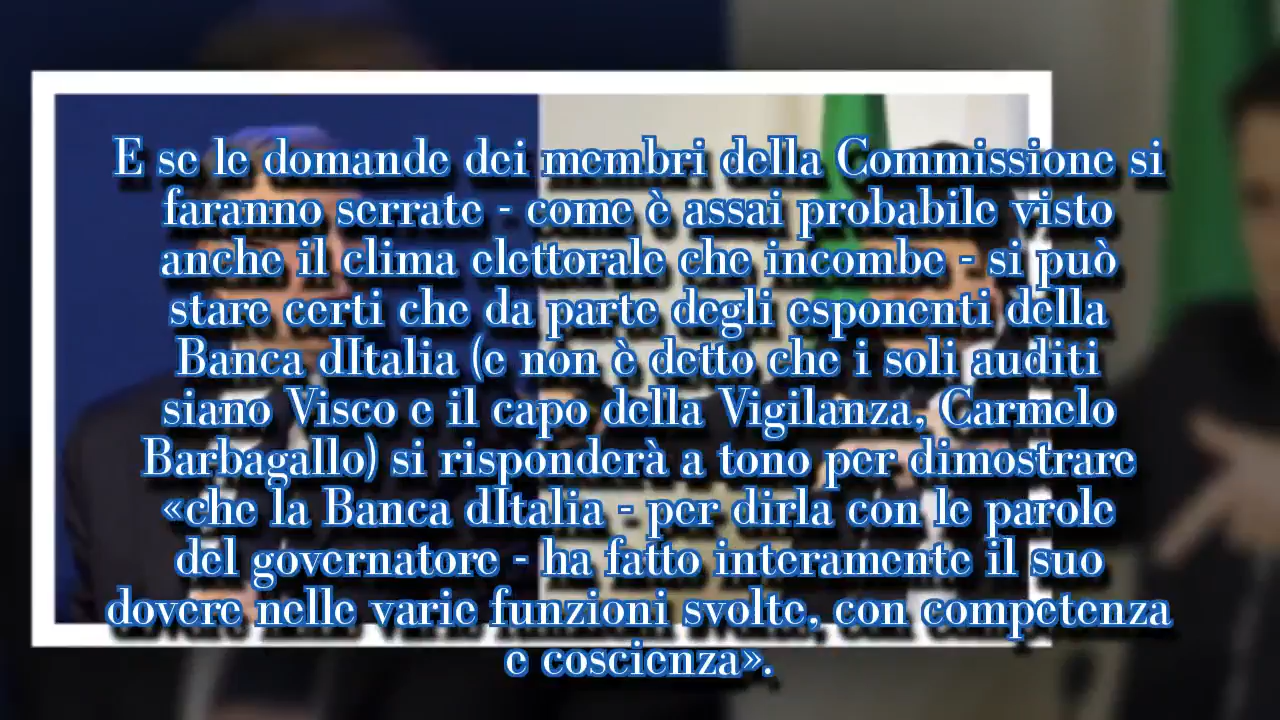 E se le domande dei membri della Commissione si
faranno serrate - come è assai probabile visto
anche il clima elettorale che incombe - si può
stare certi che da parte degli esponenti della
Banca dItalia (e non è detto che i soli auditi
siano Visco e il capo della Vigilanza, Carmelo
Barbagallo) si risponderà a tono per dimostrare
«che la Banca dItalia - per dirla con le parole
del governatore - ha fatto interamente il suo
dovere nelle varie funzioni svolte, con competenza
e coscienza».